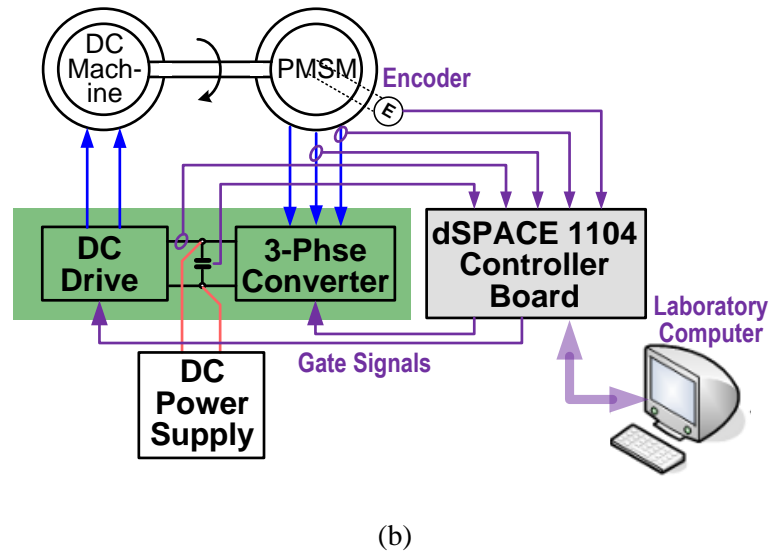 DC
Mach-
ine
PMSM
Encoder
E
DC
Drive
3-Phse
Converter
dSPACE 1104
Controller
Board
Laboratory
Computer
Gate Signals
DC
Power
Supply
(b)